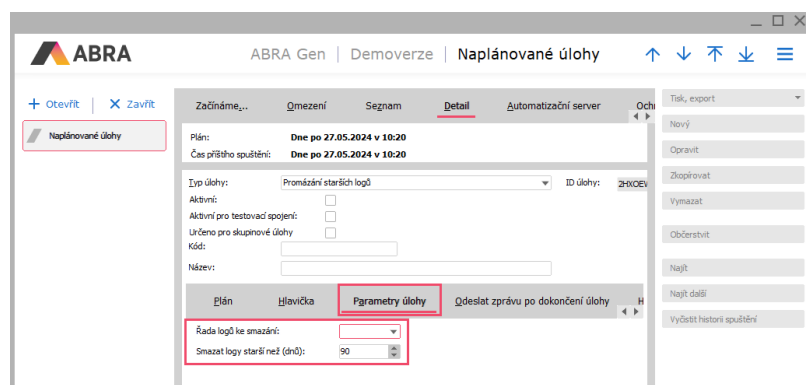 ABRA
ABRA Gen | Demoverze | Naplánované úlohy
+ Otevřít | X Zavřít
Naplánované úlohy
Začínáme... Omezení Seznam Detail Automatizační server Ochr
Plán: Dne po 27.05.2024 v 10:20
Čas příštího spuštění: Dne po 27.05.2024 v 10:20
Typ úlohy: Promázání starších logů ID úlohy: 2HXOEW
Aktivní:
Aktivní pro testovací spojení:
Určeno pro skupinové úlohy
Kód:
Název:
Plán Hlavička Parametry úlohy Odeslat zprávu po dokončení úlohy H
Řada logů ke smazání:
Smazat logy starší než (dnů): 90
Tisk, export
Nový
Opravit
Zkopírovat
Vymazat
Občerstvit
Najít
Najít další
Vyčistit historii spuštění